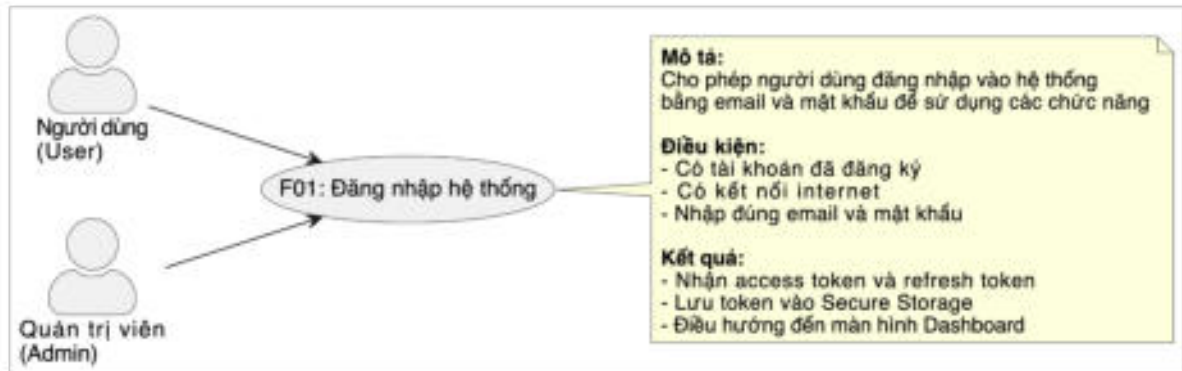 Người dùng
(User)
Quản trị viên
(Admin)
F01: Đăng nhập hệ thống
Mô tả:
Cho phép người dùng đăng nhập vào hệ thống
bằng email và mật khẩu để sử dụng các chức năng
Điều kiện:
- Có tài khoản đã đăng ký
- Có kết nối internet
- Nhập đúng email và mật khẩu
Kết quả:
- Nhận access token và refresh token
- Lưu token vào Secure Storage
- Điều hướng đến màn hình Dashboard